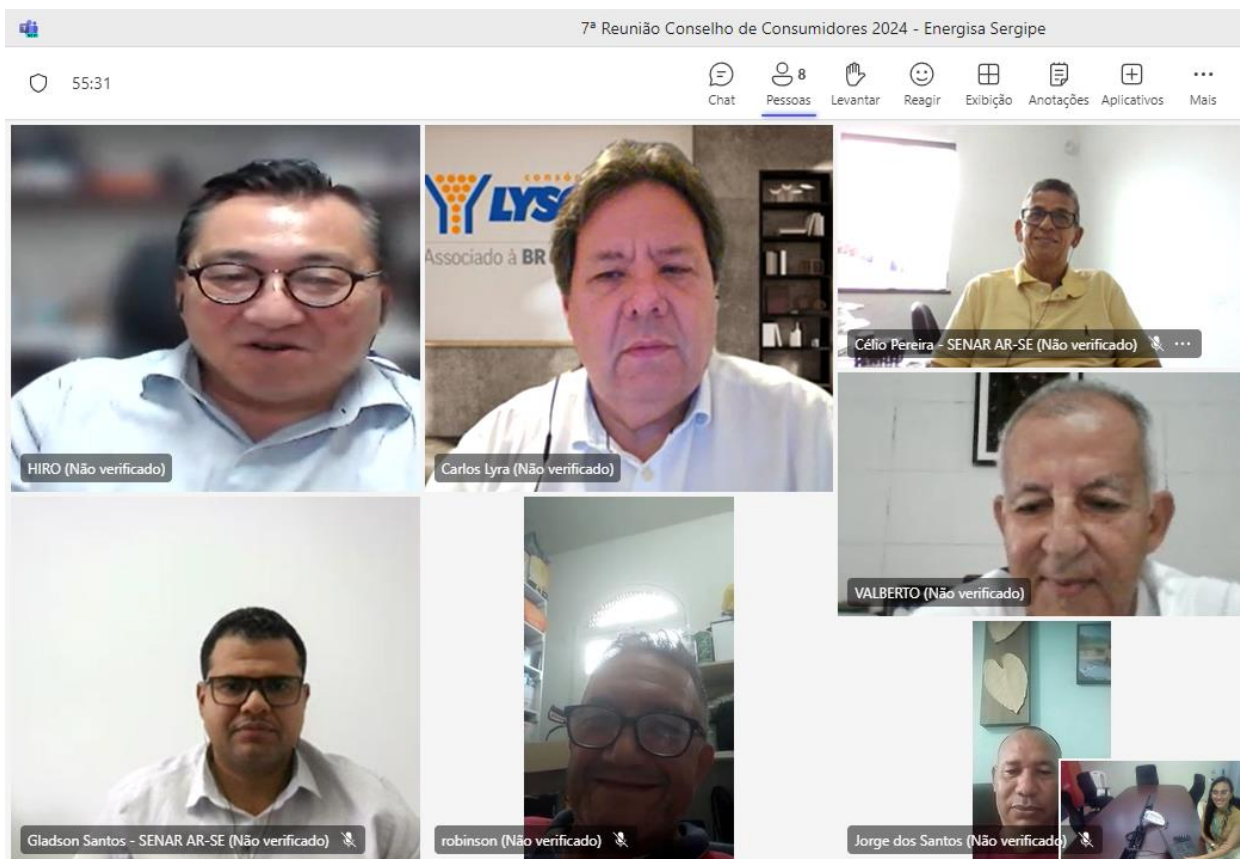 7ª Reunião Conselho de Consumidores 2024 - Energisa Sergipe
55:31
8
Chat
Pessoas
Levantar
Reagir
Exibição
Anotações
Aplicativos
Mais
LYS
Associado à BR
HIRO (Não verificado)
Carlos Lyra (Não verificado)
Célio Pereira - SENAR AR-SE (Não verificado)
VALBERTO (Não verificado)
Gladson Santos - SENAR AR-SE (Não verificado)
robinson (Não verificado)
Jorge dos Santos (Não verificado)